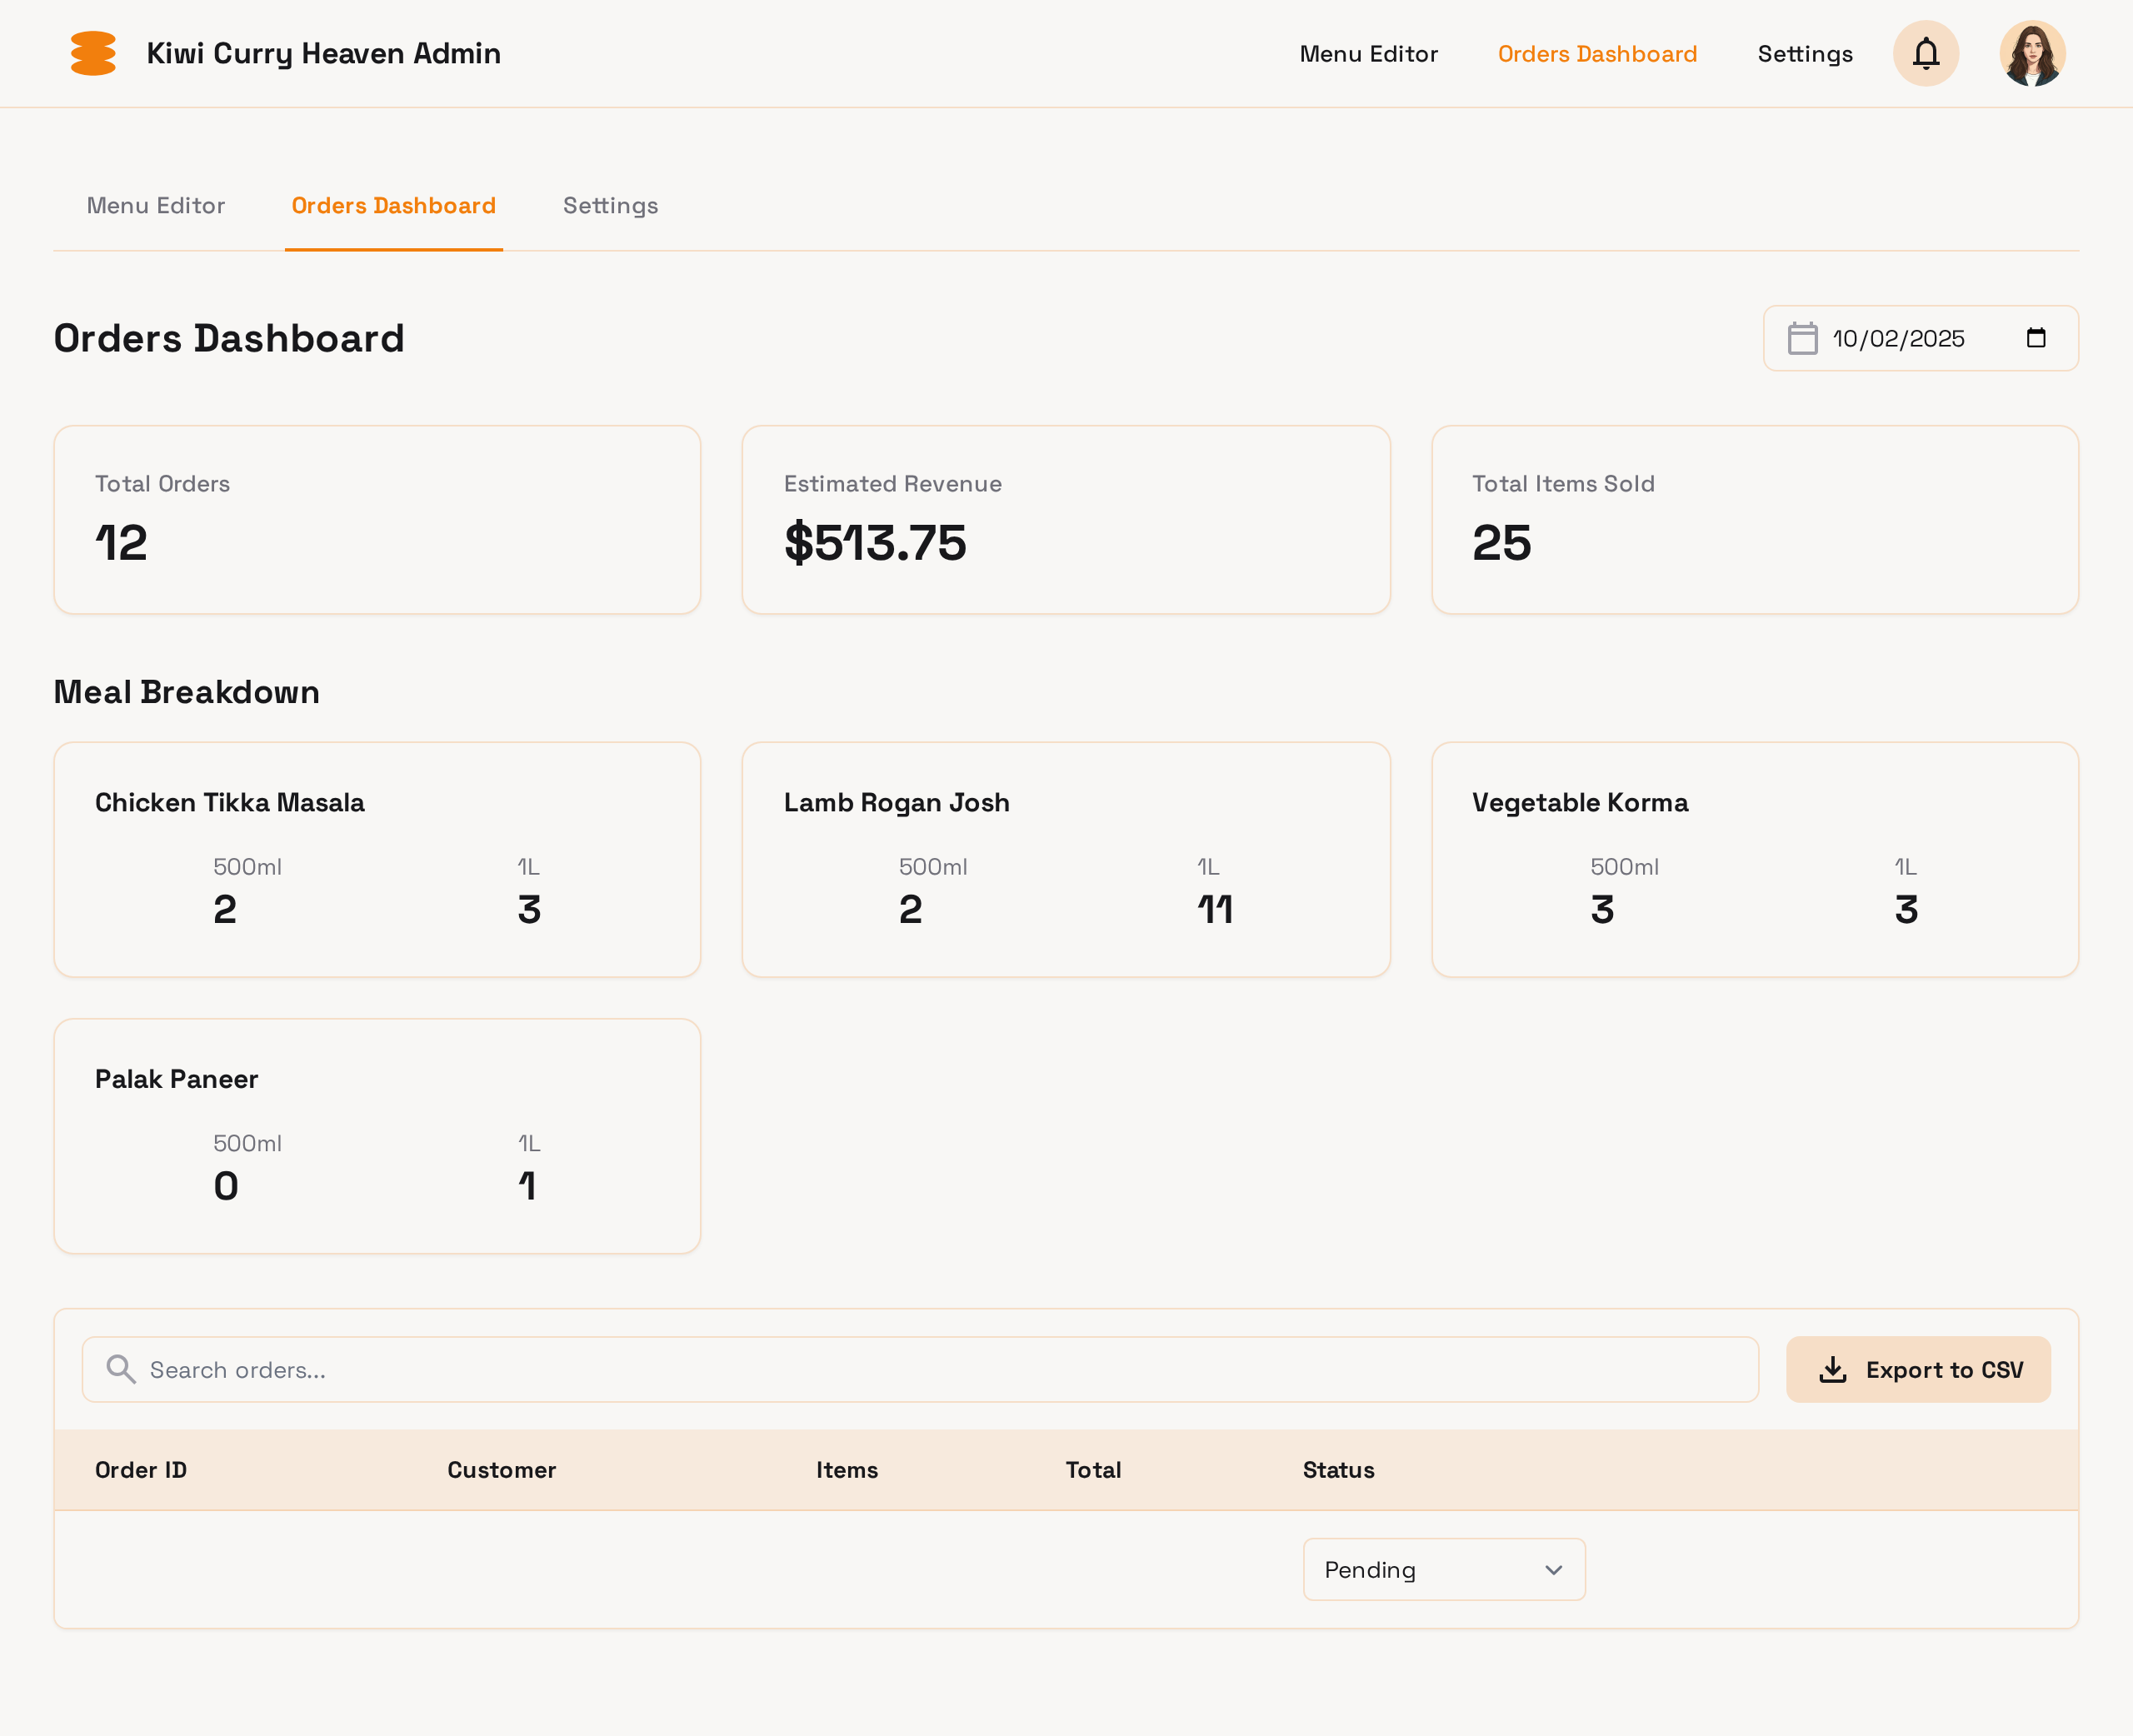 Kiwi Curry Heaven Admin
Menu Editor
Orders Dashboard
Settings
Menu Editor
Orders Dashboard
Settings
Orders Dashboard
10/02/2025
Total Orders
12
Estimated Revenue
$513.75
Total Items Sold
25
Meal Breakdown
Chicken Tikka Masala
500ml
2
1L
3
Lamb Rogan Josh
500ml
2
1L
11
Vegetable Korma
500ml
3
1L
3
Palak Paneer
500ml
0
1L
1
Search orders...
Export to CSV
Order ID
Customer
Items
Total
Status
Pending